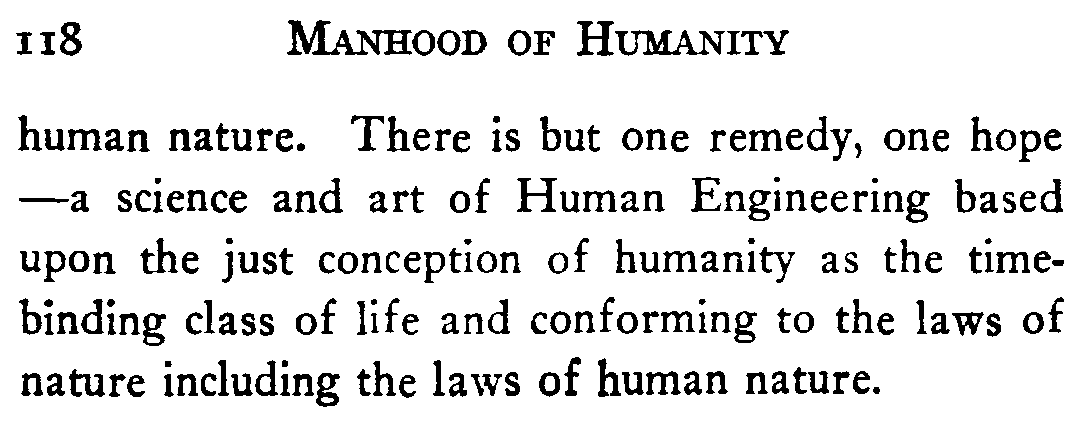 118 MANHOOD OF HUMANITY
human nature. There is but one remedy, one hope
—a science and art of Human Engineering based
upon the just conception of humanity as the time-
binding class of life and conforming to the laws of
nature including the laws of human nature.